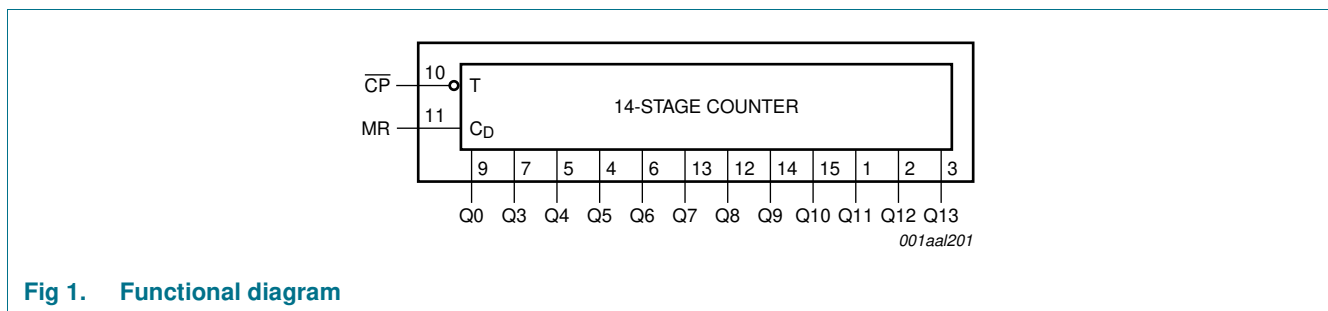 CP 10 T
14-STAGE COUNTER
MR 11 CD
9 7 5 4 6 13 12 14 15 1 2 3
Q0 Q3 Q4 Q5 Q6 Q7 Q8 Q9 Q10 Q11 Q12 Q13
001aal201
Fig 1. Functional diagram